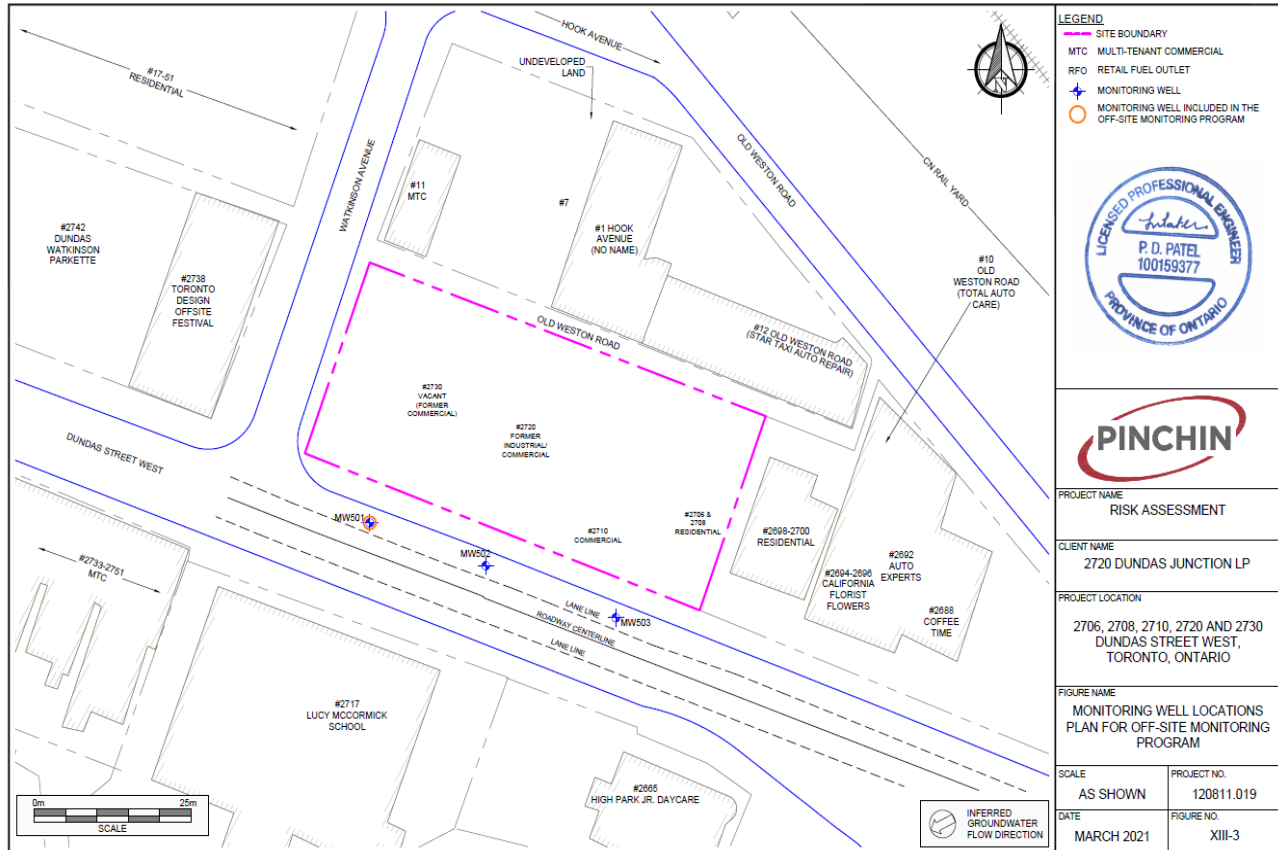 HOOK AVENUE
UNDEVELOPED
LAND
#17-51
RESIDENTIAL
WATKINSON AVENUE
OLD WESTON ROAD
CN RAIL YARD
N
#11
MTC
#7
#1 HOOK
AVENUE
(NO NAME)
#2742
DUNDAS
WATKINSON
PARKETTE
#2738
TORONTO
DESIGN
OFFSITE
FESTIVAL
#10
OLD
WESTON ROAD
(TOTAL AUTO
CARE)
OLD WESTON ROAD
#12 OLD WESTON ROAD
(STAR TAXI AUTO REPAIR)
#2730
VACANT
(FORMER
COMMERCIAL)
#2720
FORMER
INDUSTRIAL/
COMMERCIAL
DUNDAS STREET WEST
#2710
COMMERCIAL
#2706 &
2708
RESIDENTIAL
#2698-2700
RESIDENTIAL
#2694-2696
CALIFORNIA
FLORIST
FLOWERS
#2692
AUTO
EXPERTS
#2688
COFFEE
TIME
MW501
MW502
MW503
LANE LINE
ROADWAY CENTERLINE
LANE LINE
#2733-2751
MTC
#2717
LUCY MCCORMICK
SCHOOL
#2665
HIGH PARK JR. DAYCARE
0m 25m
SCALE
INFERRED
GROUNDWATER
FLOW DIRECTION
LEGEND
SITE BOUNDARY
MTC MULTI-TENANT COMMERCIAL
RFO RETAIL FUEL OUTLET
MONITORING WELL
MONITORING WELL INCLUDED IN THE
OFF-SITE MONITORING PROGRAM
LICENSED PROFESSIONAL ENGINEER
P. D. PATEL
100159377
PROVINCE OF ONTARIO
PINCHIN
PROJECT NAME
RISK ASSESSMENT
CLIENT NAME
2720 DUNDAS JUNCTION LP
PROJECT LOCATION
2706, 2708, 2710, 2720 AND 2730
DUNDAS STREET WEST,
TORONTO, ONTARIO
FIGURE NAME
MONITORING WELL LOCATIONS
PLAN FOR OFF-SITE MONITORING
PROGRAM
SCALE
AS SHOWN
PROJECT NO.
120811.019
DATE
MARCH 2021
FIGURE NO.
XIII-3